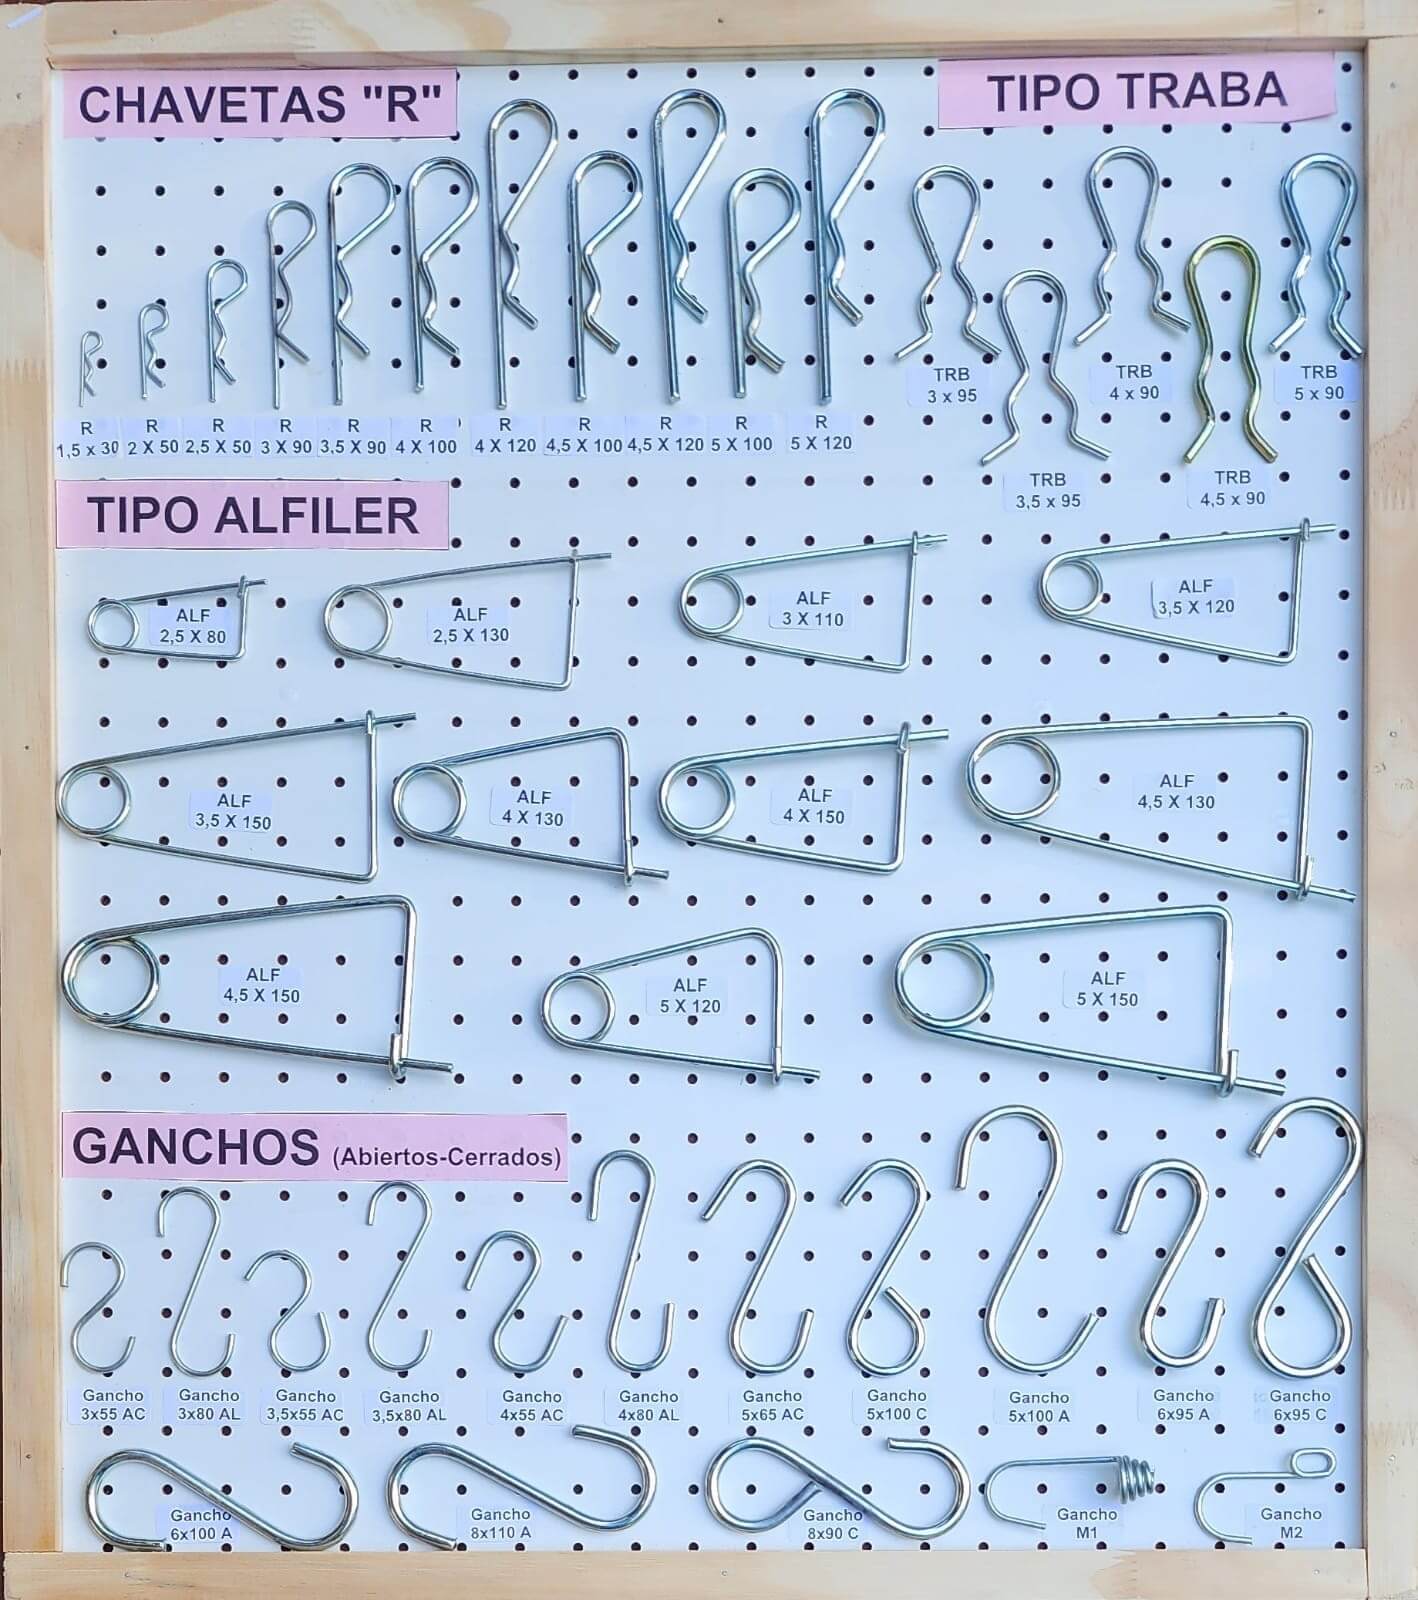 CHAVETAS "R"
R
1,5 x 30
R
2 X 50
R
2,5 X 50
R
3 X 90
R
3,5 X 90
R
4 X 100
R
4 X 120
R
4,5 X 100
R
4,5 X 120
R
5 X 100
R
5 X 120
TIPO TRABA
TRB
3 x 95
TRB
4 x 90
TRB
5 x 90
TRB
3,5 x 95
TRB
4,5 x 90
TIPO ALFILER
ALF
2,5 X 80
ALF
2,5 X 130
ALF
3 X 110
ALF
3,5 X 120
ALF
3,5 X 150
ALF
4 X 130
ALF
4 X 150
ALF
4,5 X 130
ALF
4,5 X 150
ALF
5 X 120
ALF
5 X 150
GANCHOS (Abiertos-Cerrados)
Gancho
3x55 AC
Gancho
3x80 AL
Gancho
3,5x55 AC
Gancho
3,5x80 AL
Gancho
4x55 AC
Gancho
4x80 AL
Gancho
5x65 AC
Gancho
5x100 C
Gancho
5x100 A
Gancho
6x95 A
Gancho
6x95 C
Gancho
6x100 A
Gancho
8x110 A
Gancho
8x90 C
Gancho
M1
Gancho
M2